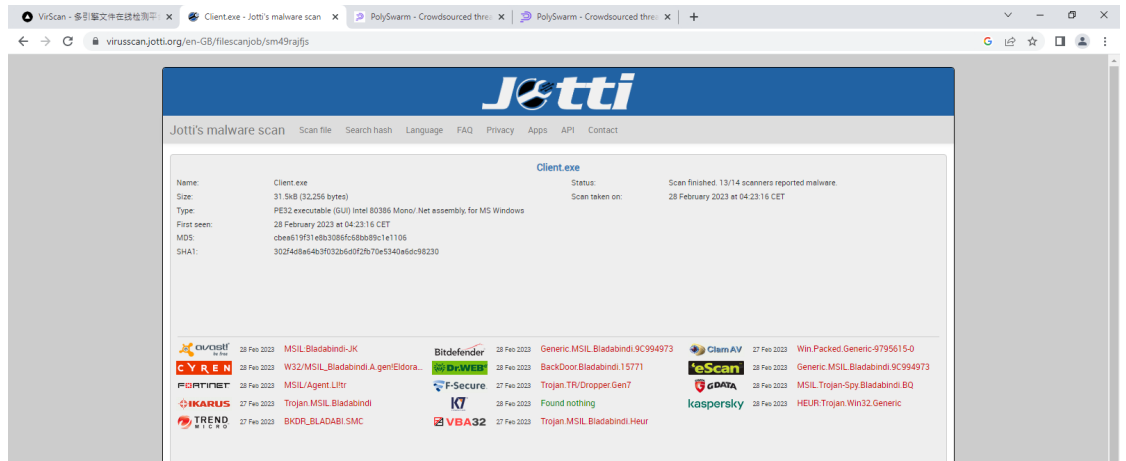 VirScan - 多引擎文件在线检测平
Client.exe - Jotti's malware scan
PolySwarm - Crowdsourced threa
PolySwarm - Crowdsourced threa
virusscan.jotti.org/en-GB/filescanjob/sm49rajfjs
Jotti
Jotti's malware scan Scan file Search hash Language FAQ Privacy Apps API Contact
Client.exe
Name: Client.exe Status: Scan finished. 13/14 scanners reported malware.
Size: 31.5kB (32,256 bytes) Scan taken on: 28 February 2023 at 04:23:16 CET
Type: PE32 executable (GUI) Intel 80386 Mono/.Net assembly, for MS Windows
First seen: 28 February 2023 at 04:23:16 CET
MD5: cbea619f31e8b3086fc68bb89c1e1106
SHA1: 302f4d8a64b3f032b6d0f2fb70e5340a6dc98230
avast! be free 28 Feb 2023 MSIL:Bladabindi-JK Bitdefender 28 Feb 2023 Generic.MSIL.Bladabindi.9C994973 ClamAV 27 Feb 2023 Win.Packed.Generic-9795615-0
CYREN 28 Feb 2023 W32/MSIL_Bladabindi.A.gen!Eldora... Dr.WEB 28 Feb 2023 BackDoor.Bladabindi.15771 eScan 28 Feb 2023 Generic.MSIL.Bladabindi.9C994973
FORTINET 28 Feb 2023 MSIL/Agent.LI!tr F-Secure 27 Feb 2023 Trojan.TR/Dropper.Gen7 G DATA 28 Feb 2023 MSIL.Trojan-Spy.Bladabindi.BQ
IKARUS 27 Feb 2023 Trojan.MSIL.Bladabindi K7 28 Feb 2023 Found nothing kaspersky 28 Feb 2023 HEUR:Trojan.Win32.Generic
TREND MICRO 27 Feb 2023 BKDR_BLADABI.SMC VBA32 27 Feb 2023 Trojan.MSIL.Bladabindi.Heur